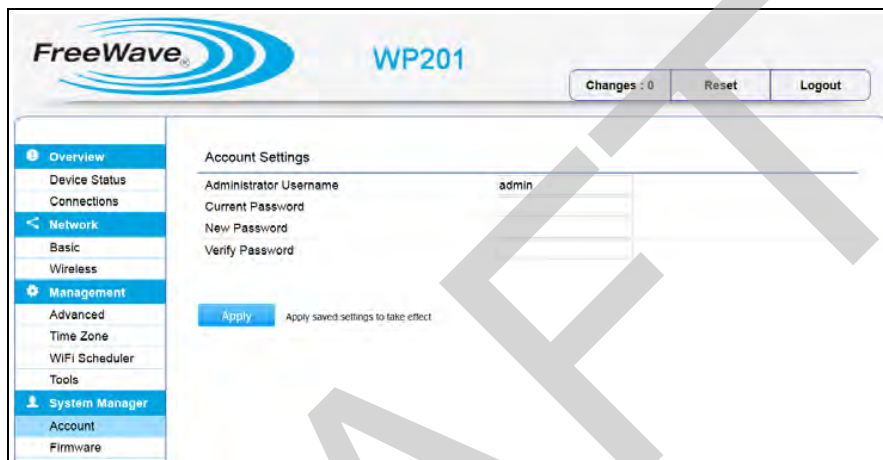 FreeWave®
WP201
Changes : 0 Reset Logout
Overview
Device Status
Connections
Network
Basic
Wireless
Management
Advanced
Time Zone
WiFi Scheduler
Tools
System Manager
Account
Firmware
Account Settings
Administrator Username admin
Current Password
New Password
Verify Password
Apply Apply saved settings to take effect